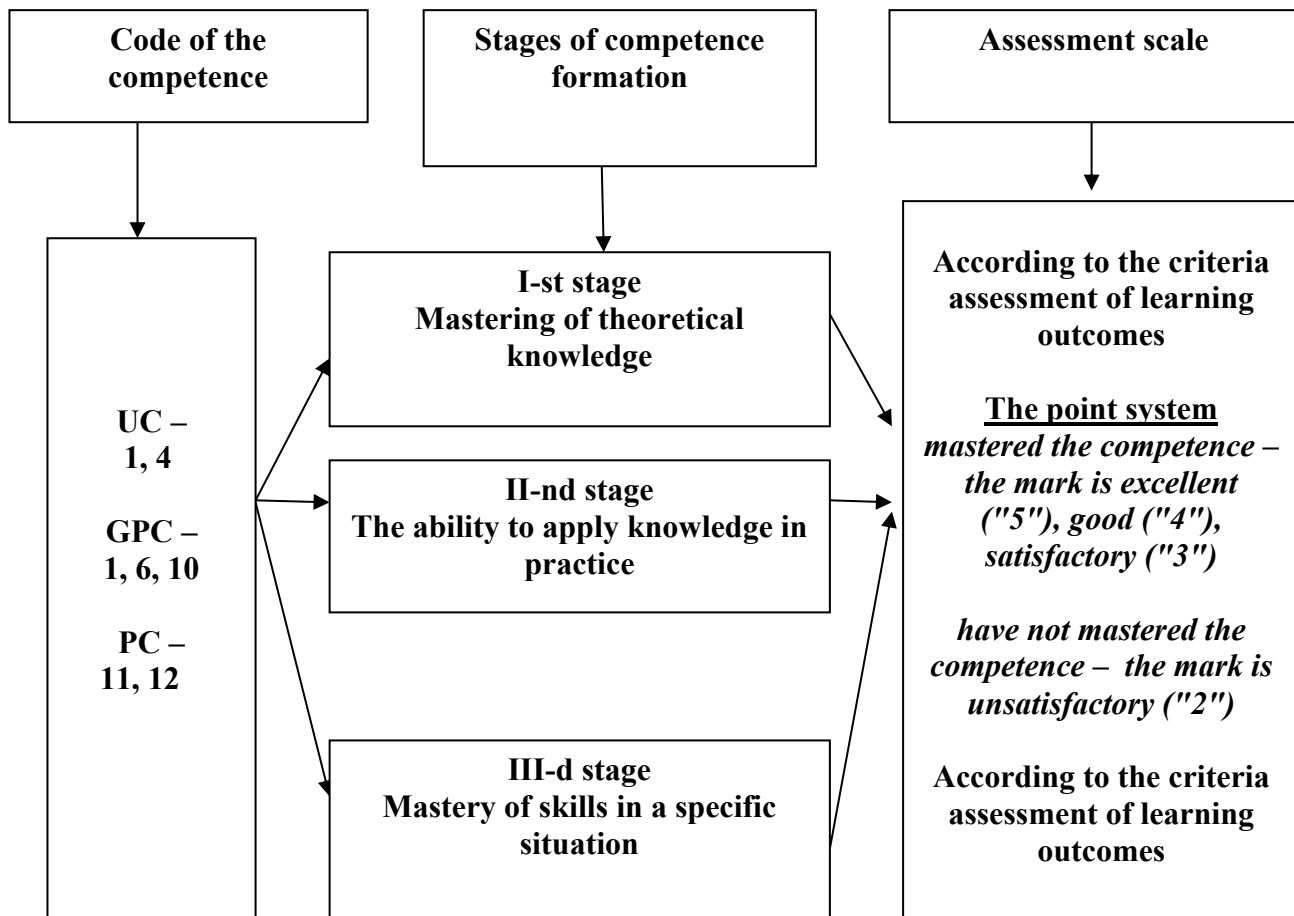 Code of the
competence
Stages of competence
formation
Assessment scale
UC –
1, 4
GPC –
1, 6, 10
PC –
11, 12
I-st stage
Mastering of theoretical
knowledge
II-nd stage
The ability to apply knowledge in
practice
III-d stage
Mastery of skills in a specific
situation
According to the criteria
assessment of learning
outcomes
The point system
mastered the competence –
the mark is excellent
("5"), good ("4"),
satisfactory ("3")
have not mastered the
competence – the mark is
unsatisfactory ("2")
According to the criteria
assessment of learning
outcomes